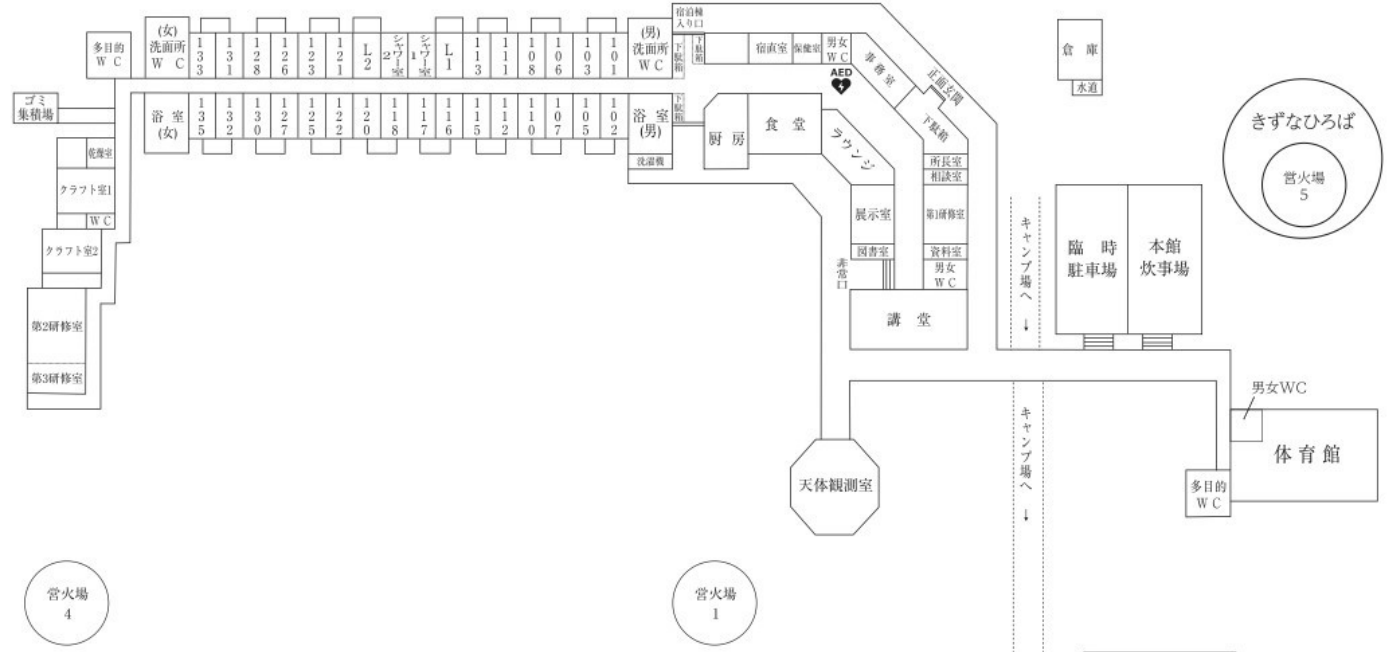 宿泊棟
入り口
(女)
洗面所
WC
多目的
WC
133
131
128
126
123
121
L2
シャワー室2
シャワー室1
L1
113
111
108
106
103
101
(男)
洗面所
WC
下駄箱
下駄箱
宿直室
保健室
男女
WC
事務室
正面玄関
AED
倉庫
水道
ゴミ
集積場
浴室
(女)
135
132
130
127
125
122
120
118
117
116
115
112
110
107
105
102
浴室
(男)
下駄箱
洗濯機
厨房
食堂
ラウンジ
下駄箱
所長室
相談室
第1研修室
資料室
男女
WC
展示室
図書室
非常口
講堂
乾燥室
クラフト室1
WC
クラフト室2
第2研修室
第3研修室
キャンプ場へ →
臨時
駐車場
本館
炊事場
きずなひろば
営火場
5
キャンプ場へ →
男女WC
体育館
多目的
WC
天体観測室
営火場
4
営火場
1